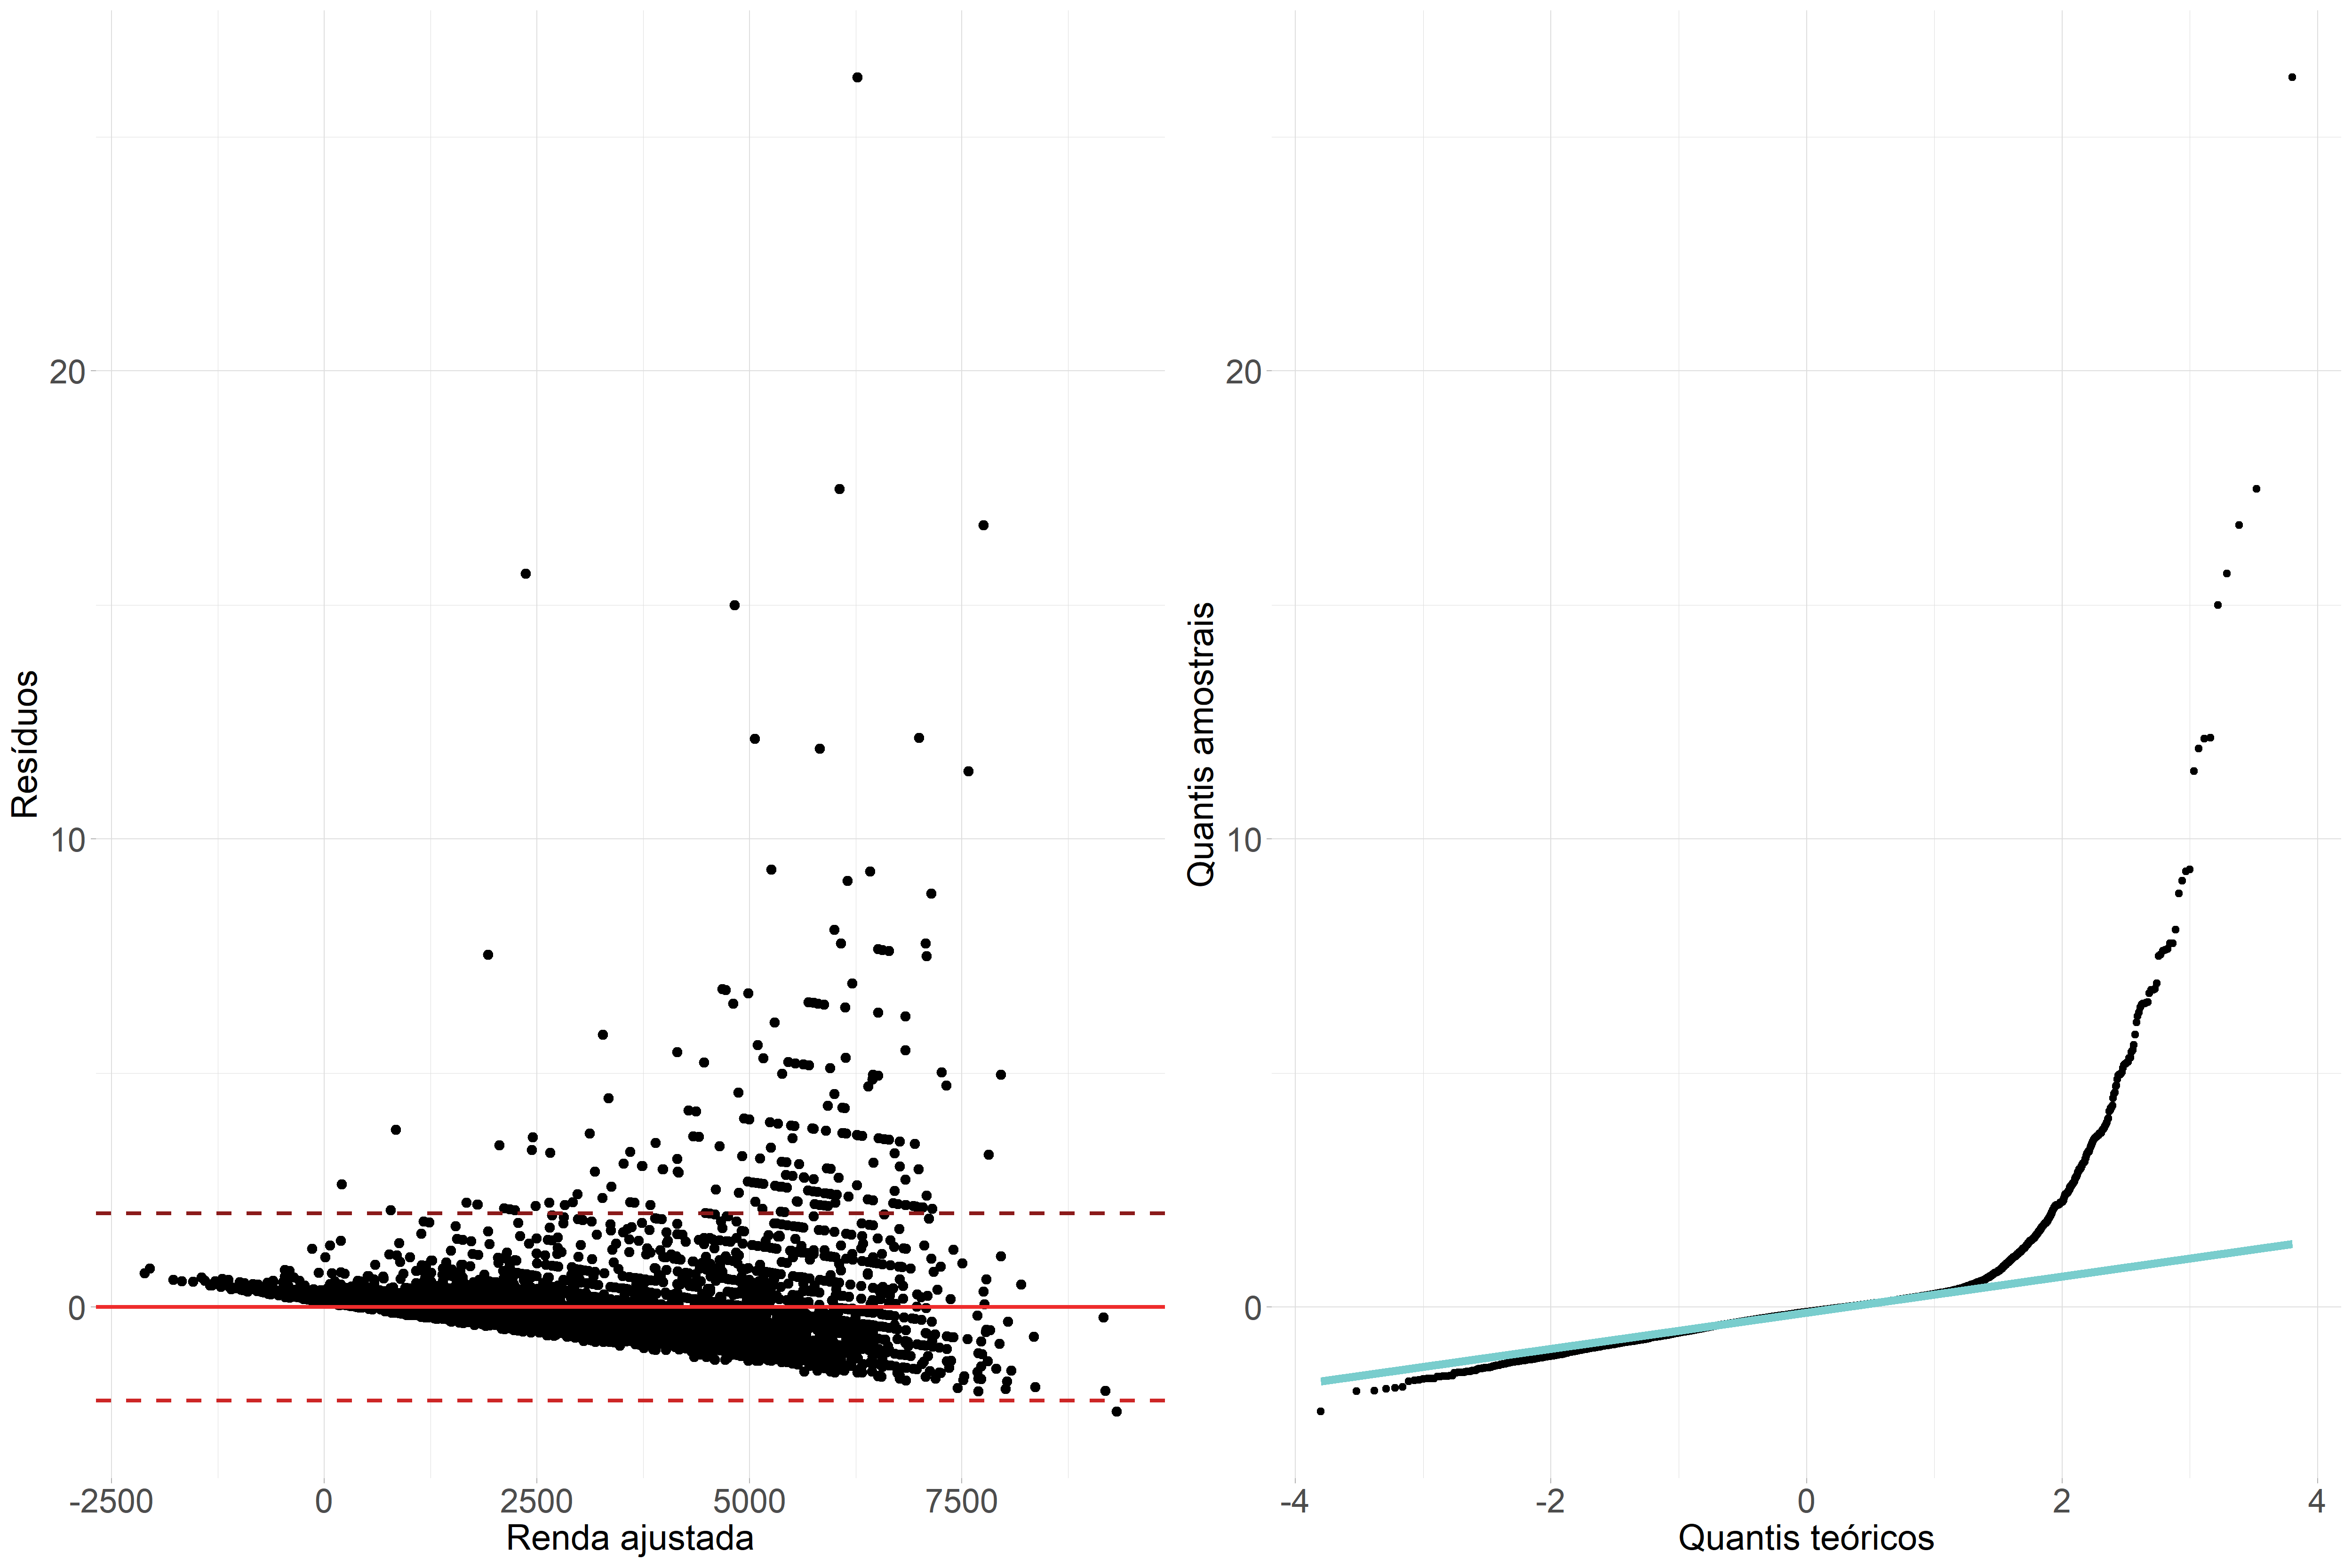 Resíduos
20
10
0
-2500 0 2500 5000 7500
Renda ajustada
Quantis amostrais
20
10
0
-4 -2 0 2 4
Quantis teóricos